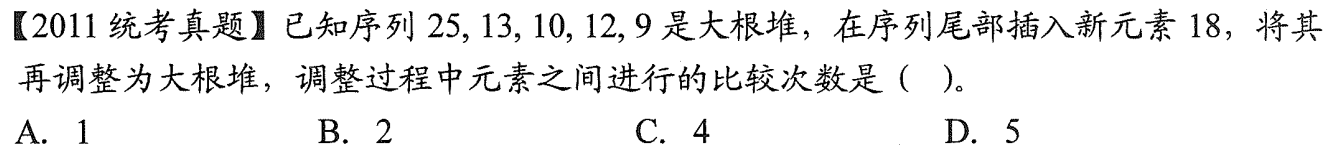 【2011 统考真题】已知序列 25, 13, 10, 12, 9 是大根堆，在序列尾部插入新元素 18，将其
再调整为大根堆，调整过程中元素之间进行的比较次数是（ ）。
A. 1 B. 2 C. 4 D. 5